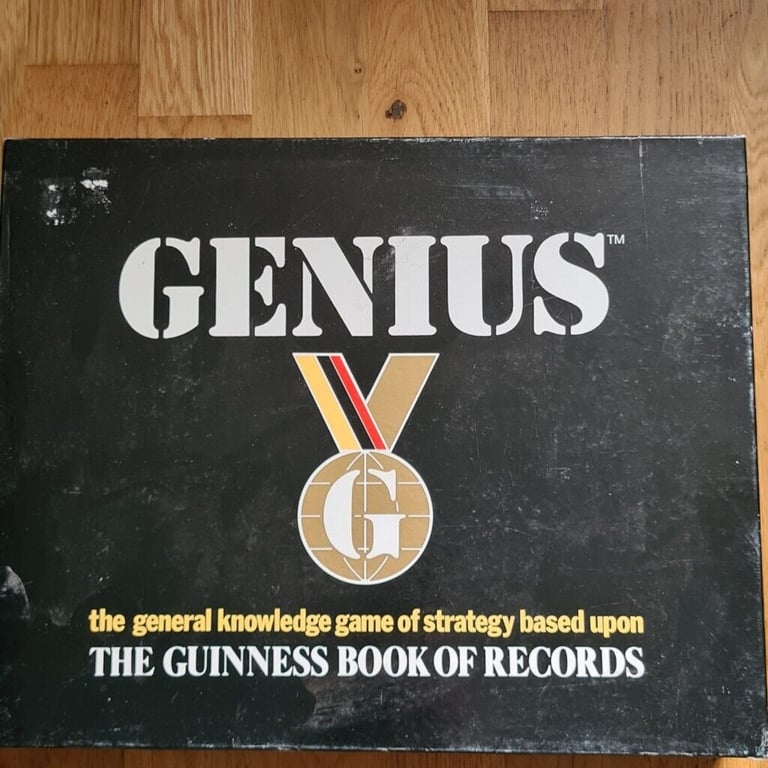 GENIUS™
G
the general knowledge game of strategy based upon
THE GUINNESS BOOK OF RECORDS